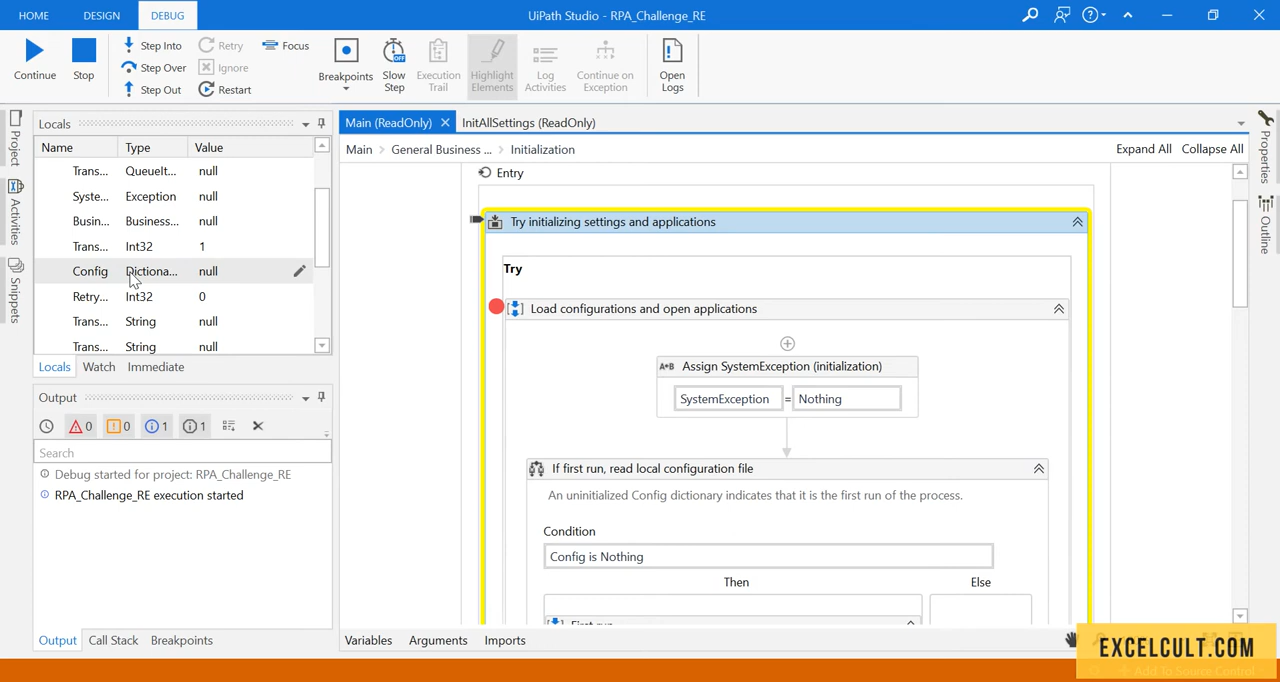 HOME
DESIGN
DEBUG
UiPath Studio - RPA_Challenge_RE
Continue
Stop
Step Into
Step Over
Step Out
Retry
Ignore
Restart
Focus
Breakpoints
Slow
Step
Execution
Trail
Highlight
Elements
Log
Activities
Continue on
Exception
Open
Logs
Project
Activities
Snippets
Locals
Name Type Value
Trans... QueueIt... null
Syste... Exception null
Busin... Business... null
Trans... Int32 1
Config Dictiona... null
Retry... Int32 0
Trans... String null
Trans... String null
Locals Watch Immediate
Output
0 0 1 1
Search
Debug started for project: RPA_Challenge_RE
RPA_Challenge_RE execution started
Output Call Stack Breakpoints
Main (ReadOnly) InitAllSettings (ReadOnly)
Main > General Business ... > Initialization
Expand All Collapse All
Entry
Try initializing settings and applications
Try
Load configurations and open applications
A*B Assign SystemException (initialization)
SystemException = Nothing
If first run, read local configuration file
An uninitialized Config dictionary indicates that it is the first run of the process.
Condition
Config is Nothing
Then Else
First run
Variables Arguments Imports
Properties
Outline
EXCELCULT.COM
Add To Source Control